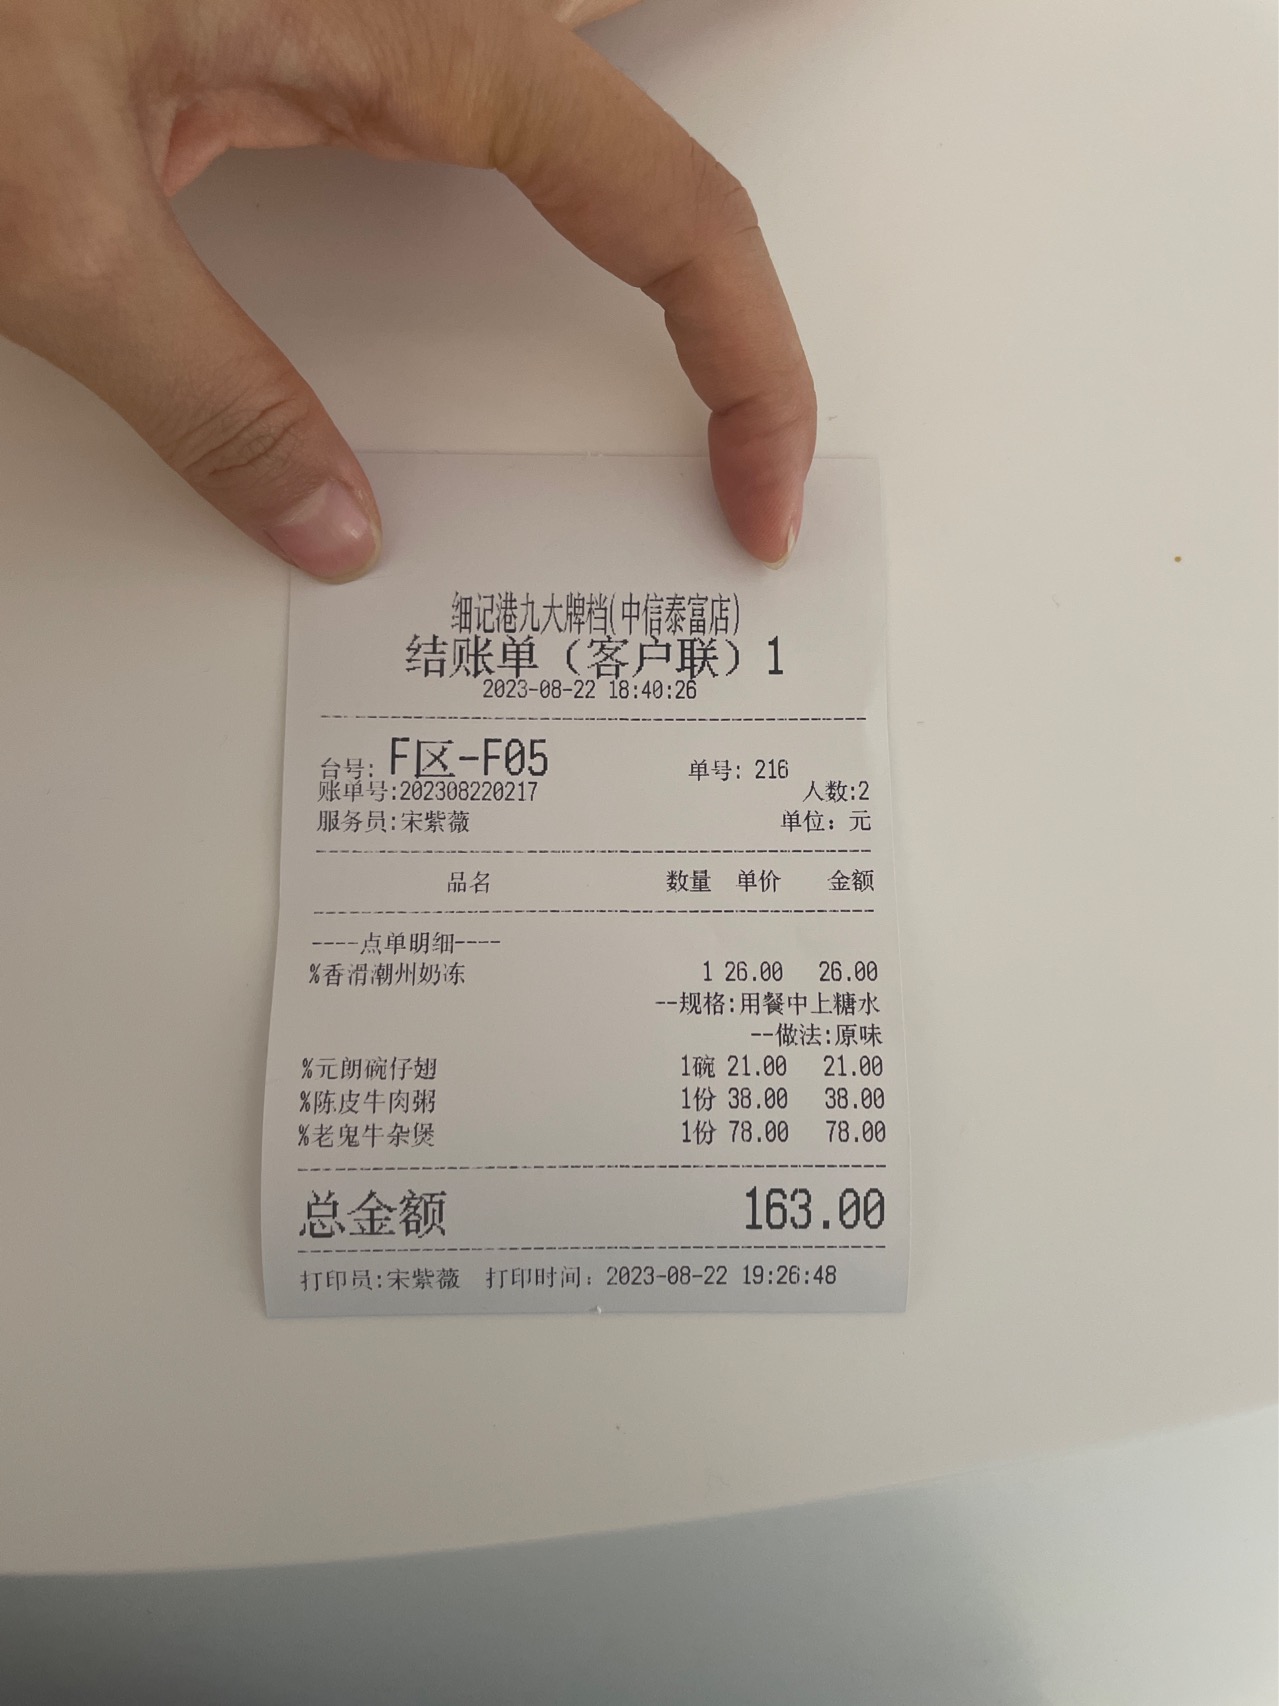 细记港九大牌档(中信泰富店)
结账单（客户联）1
2023-08-22 18:40:26
台号: F区-F05 单号: 216
账单号:202308220217 人数:2
服务员:宋紫薇 单位: 元
品名 数量 单价 金额
----点单明细----
%香滑潮州奶冻 1 26.00 26.00
--规格:用餐中上糖水
--做法:原味
%元朗碗仔翅 1碗 21.00 21.00
%陈皮牛肉粥 1份 38.00 38.00
%老鬼牛杂煲 1份 78.00 78.00
总金额 163.00
打印员:宋紫薇 打印时间: 2023-08-22 19:26:48